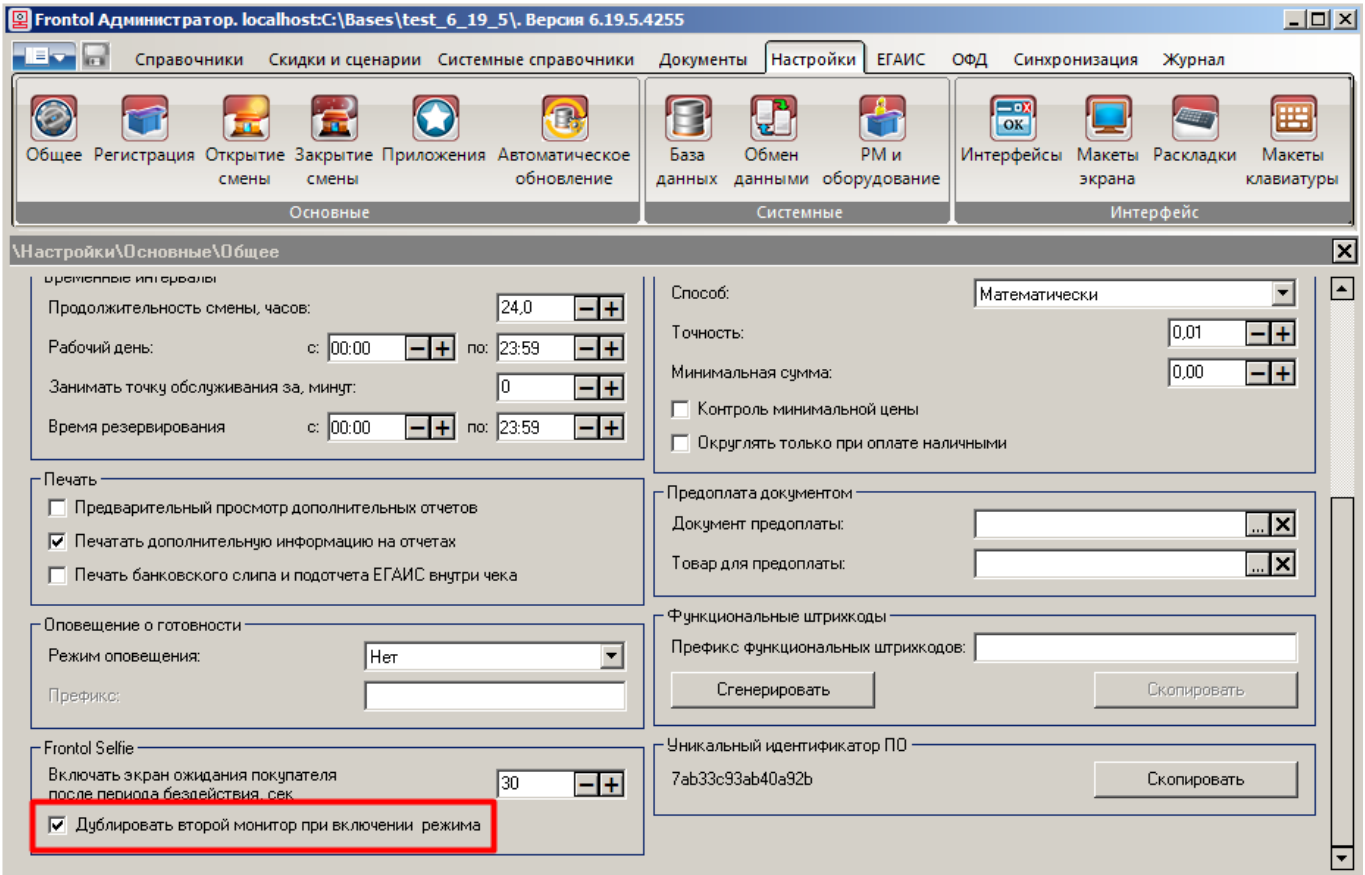 Frontol Администратор. localhost:C:\Bases\test_6_19_5\. Версия 6.19.5.4255
Справочники Скидки и сценарии Системные справочники Документы Настройки ЕГАИС ОФД Синхронизация Журнал
Общее Регистрация Открытие смены Закрытие смены Приложения Автоматическое обновление
База данных Обмен данными РМ и оборудование
Интерфейсы Макеты экрана Раскладки Макеты клавиатуры
Основные Системные Интерфейс
\Настройки\Основные\Общее
Временные интервалы
Продолжительность смены, часов: 24,0
Рабочий день: с: 00:00 по: 23:59
Занимать точку обслуживания за, минут: 0
Время резервирования с: 00:00 по: 23:59
Печать
Предварительный просмотр дополнительных отчетов
Печатать дополнительную информацию на отчетах
Печать банковского слипа и подотчета ЕГАИС внутри чека
Оповещение о готовности
Режим оповещения: Нет
Префикс:
Frontol Selfie
Включать экран ожидания покупателя
после периода бездействия, сек 30
Дублировать второй монитор при включении режима
Способ: Математически
Точность: 0,01
Минимальная сумма: 0,00
Контроль минимальной цены
Округлять только при оплате наличными
Предоплата документом
Документ предоплаты: ...
Товар для предоплаты: ...
Функциональные штрихкоды
Префикс функциональных штрихкодов:
Сгенерировать Скопировать
Уникальный идентификатор ПО
7ab33c93ab40a92b Скопировать